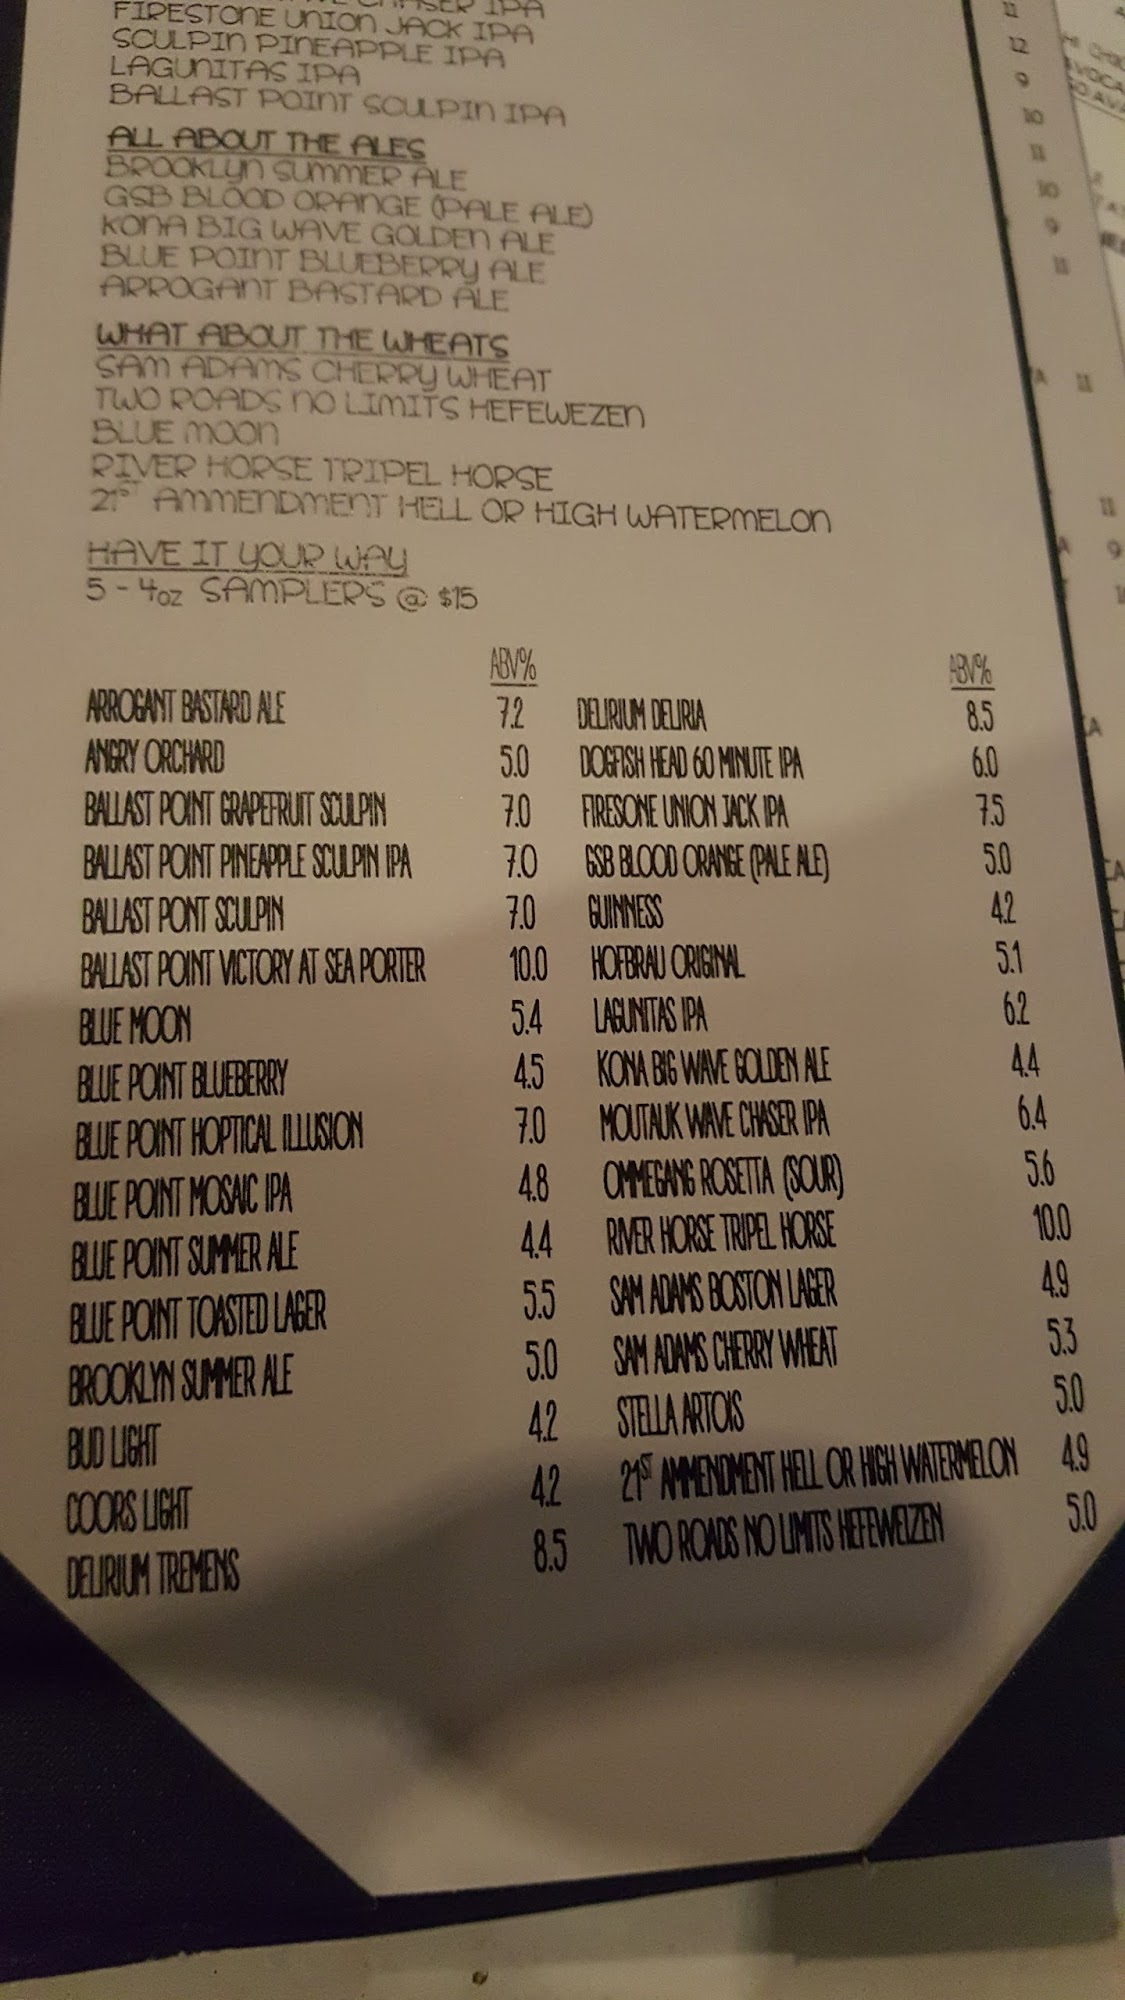 CHASER IPA
FIRESTONE UNION JACK IPA
SCULPIN PINEAPPLE IPA
LAGUNITAS IPA
BALLAST POINT SCULPIN IPA
ALL ABOUT THE ALES
BROOKLYN SUMMER ALE
GSB BLOOD ORANGE (PALE ALE)
KONA BIG WAVE GOLDEN ALE
BLUE POINT BLUEBERRY ALE
ARROGANT BASTARD ALE
WHAT ABOUT THE WHEATS
SAM ADAMS CHERRY WHEAT
TWO ROADS NO LIMITS HEFEWEZEN
BLUE MOON
RIVER HORSE TRIPEL HORSE
21ST AMMENDMENT HELL OR HIGH WATERMELON
HAVE IT YOUR WAY
5 - 4OZ SAMPLERS @ $15
ABV%
ARROGANT BASTARD ALE 7.2
ANGRY ORCHARD 5.0
BALLAST POINT GRAPEFRUIT SCULPIN 7.0
BALLAST POINT PINEAPPLE SCULPIN IPA 7.0
BALLAST PONT SCULPIN 7.0
BALLAST POINT VICTORY AT SEA PORTER 10.0
BLUE MOON 5.4
BLUE POINT BLUEBERRY 4.5
BLUE POINT HOPTICAL ILLUSION 7.0
BLUE POINT MOSAIC IPA 4.8
BLUE POINT SUMMER ALE 4.4
BLUE POINT TOASTED LAGER 5.5
BROOKLYN SUMMER ALE 5.0
BUD LIGHT 4.2
COORS LIGHT 4.2
DELIRIUM TREMENS 8.5
ABV%
DELIRIUM DELIRIA 8.5
DOGFISH HEAD 60 MINUTE IPA 6.0
FIRESONE UNION JACK IPA 7.5
GSB BLOOD ORANGE (PALE ALE) 5.0
GUINNESS 4.2
HOFBRAU ORIGINAL 5.1
LAGUNITAS IPA 6.2
KONA BIG WAVE GOLDEN ALE 4.4
MOUTAUK WAVE CHASER IPA 6.4
OMMEGANG ROSETTA (SOUR) 5.6
RIVER HORSE TRIPEL HORSE 10.0
SAM ADAMS BOSTON LAGER 4.9
SAM ADAMS CHERRY WHEAT 5.3
STELLA ARTOIS 5.0
21ST AMMENDMENT HELL OR HIGH WATERMELON 4.9
TWO ROADS NO LIMITS HEFEWEIZEN 5.0
11
12
9
10
11
10
9
11
11
11
9